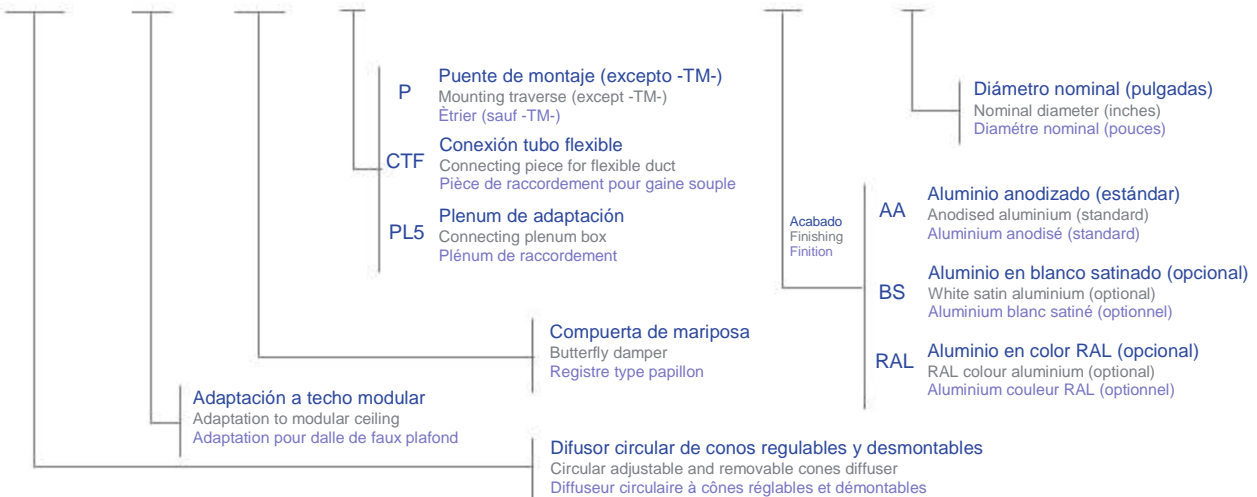 P
Puente de montaje (excepto -TM-)
Mounting traverse (except -TM-)
Ètrier (sauf -TM-)
CTF
Conexión tubo flexible
Connecting piece for flexible duct
Pièce de raccordement pour gaine souple
PL5
Plenum de adaptación
Connecting plenum box
Plénum de raccordement
Diámetro nominal (pulgadas)
Nominal diameter (inches)
Diamétre nominal (pouces)
Acabado
Finishing
Finition
AA
Aluminio anodizado (estándar)
Anodised aluminium (standard)
Aluminium anodisé (standard)
BS
Aluminio en blanco satinado (opcional)
White satin aluminium (optional)
Aluminium blanc satiné (optionnel)
RAL
Aluminio en color RAL (opcional)
RAL colour aluminium (optional)
Aluminium couleur RAL (optionnel)
Compuerta de mariposa
Butterfly damper
Registre type papillon
Adaptación a techo modular
Adaptation to modular ceiling
Adaptation pour dalle de faux plafond
Difusor circular de conos regulables y desmontables
Circular adjustable and removable cones diffuser
Diffuseur circulaire à cônes réglables et démontables